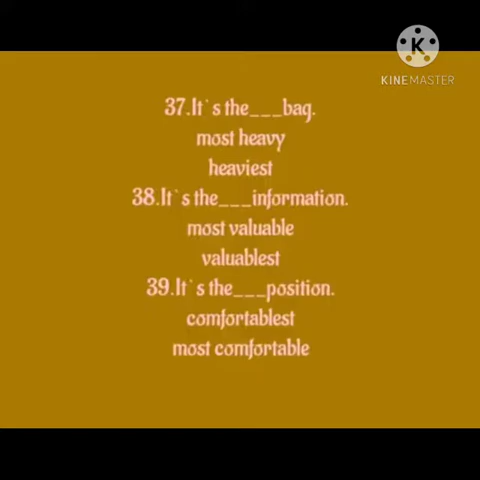 K
KINEMASTER
37.It`s the___bag.
most heavy
heaviest
38.It`s the___information.
most valuable
valuablest
39.It`s the___position.
comfortablest
most comfortable